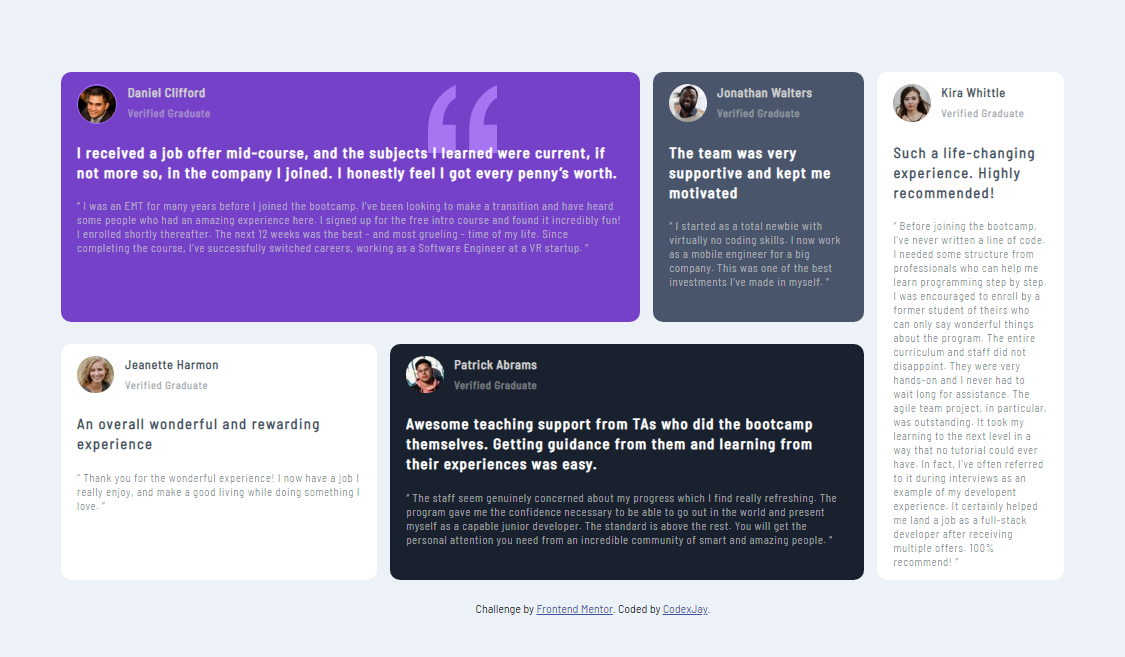 Daniel Clifford
Verified Graduate
I received a job offer mid-course, and the subjects I learned were current, if
not more so, in the company I joined. I honestly feel I got every penny’s worth.
“ I was an EMT for many years before I joined the bootcamp. I’ve been looking to make a transition and have heard
some people who had an amazing experience here. I signed up for the free intro course and found it incredibly fun!
I enrolled shortly thereafter. The next 12 weeks was the best – and most grueling – time of my life. Since
completing the course, I’ve successfully switched careers, working as a Software Engineer at a VR startup. ”
Jonathan Walters
Verified Graduate
The team was very
supportive and kept me
motivated
“ I started as a total newbie with
virtually no coding skills. I now work
as a mobile engineer for a big
company. This was one of the best
investments I’ve made in myself. ”
Kira Whittle
Verified Graduate
Such a life-changing
experience. Highly
recommended!
“ Before joining the bootcamp,
I’ve never written a line of code.
I needed some structure from
professionals who can help me
learn programming step by step.
I was encouraged to enroll by a
former student of theirs who
can only say wonderful things
about the program. The entire
curriculum and staff did not
disappoint. They were very
hands-on and I never had to
wait long for assistance. The
agile team project, in particular,
was outstanding. It took my
learning to the next level in a
way that no tutorial could ever
have. In fact, I’ve often referred
to it during interviews as an
example of my developent
experience. It certainly helped
me land a job as a full-stack
developer after receiving
multiple offers. 100%
recommend! ”
Jeanette Harmon
Verified Graduate
An overall wonderful and rewarding
experience
“ Thank you for the wonderful experience! I now have a job I
really enjoy, and make a good living while doing something I
love. ”
Patrick Abrams
Verified Graduate
Awesome teaching support from TAs who did the bootcamp
themselves. Getting guidance from them and learning from
their experiences was easy.
“ The staff seem genuinely concerned about my progress which I find really refreshing. The
program gave me the confidence necessary to be able to go out in the world and present
myself as a capable junior developer. The standard is above the rest. You will get the
personal attention you need from an incredible community of smart and amazing people. ”
Challenge by Frontend Mentor. Coded by CodexJay.